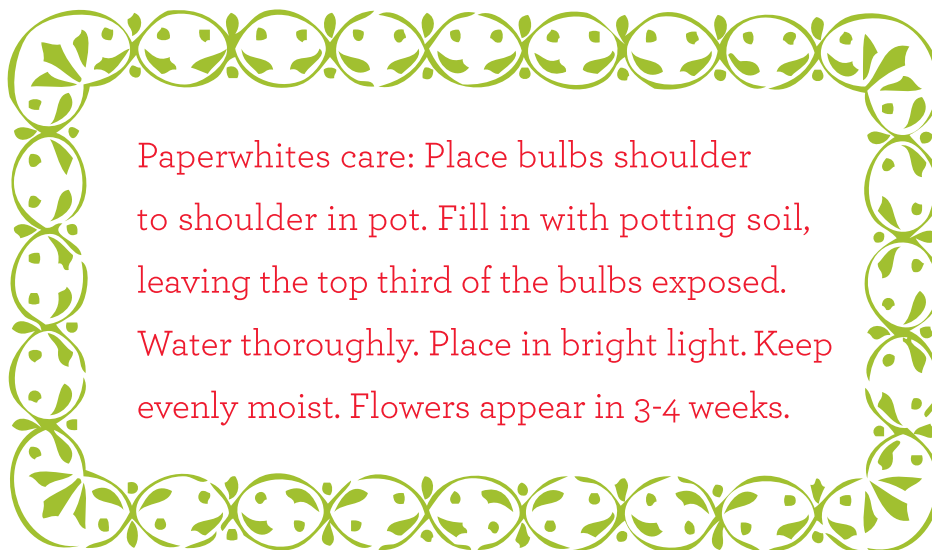 Paperwhites care: Place bulbs shoulder
to shoulder in pot. Fill in with potting soil,
leaving the top third of the bulbs exposed.
Water thoroughly. Place in bright light. Keep
evenly moist. Flowers appear in 3-4 weeks.